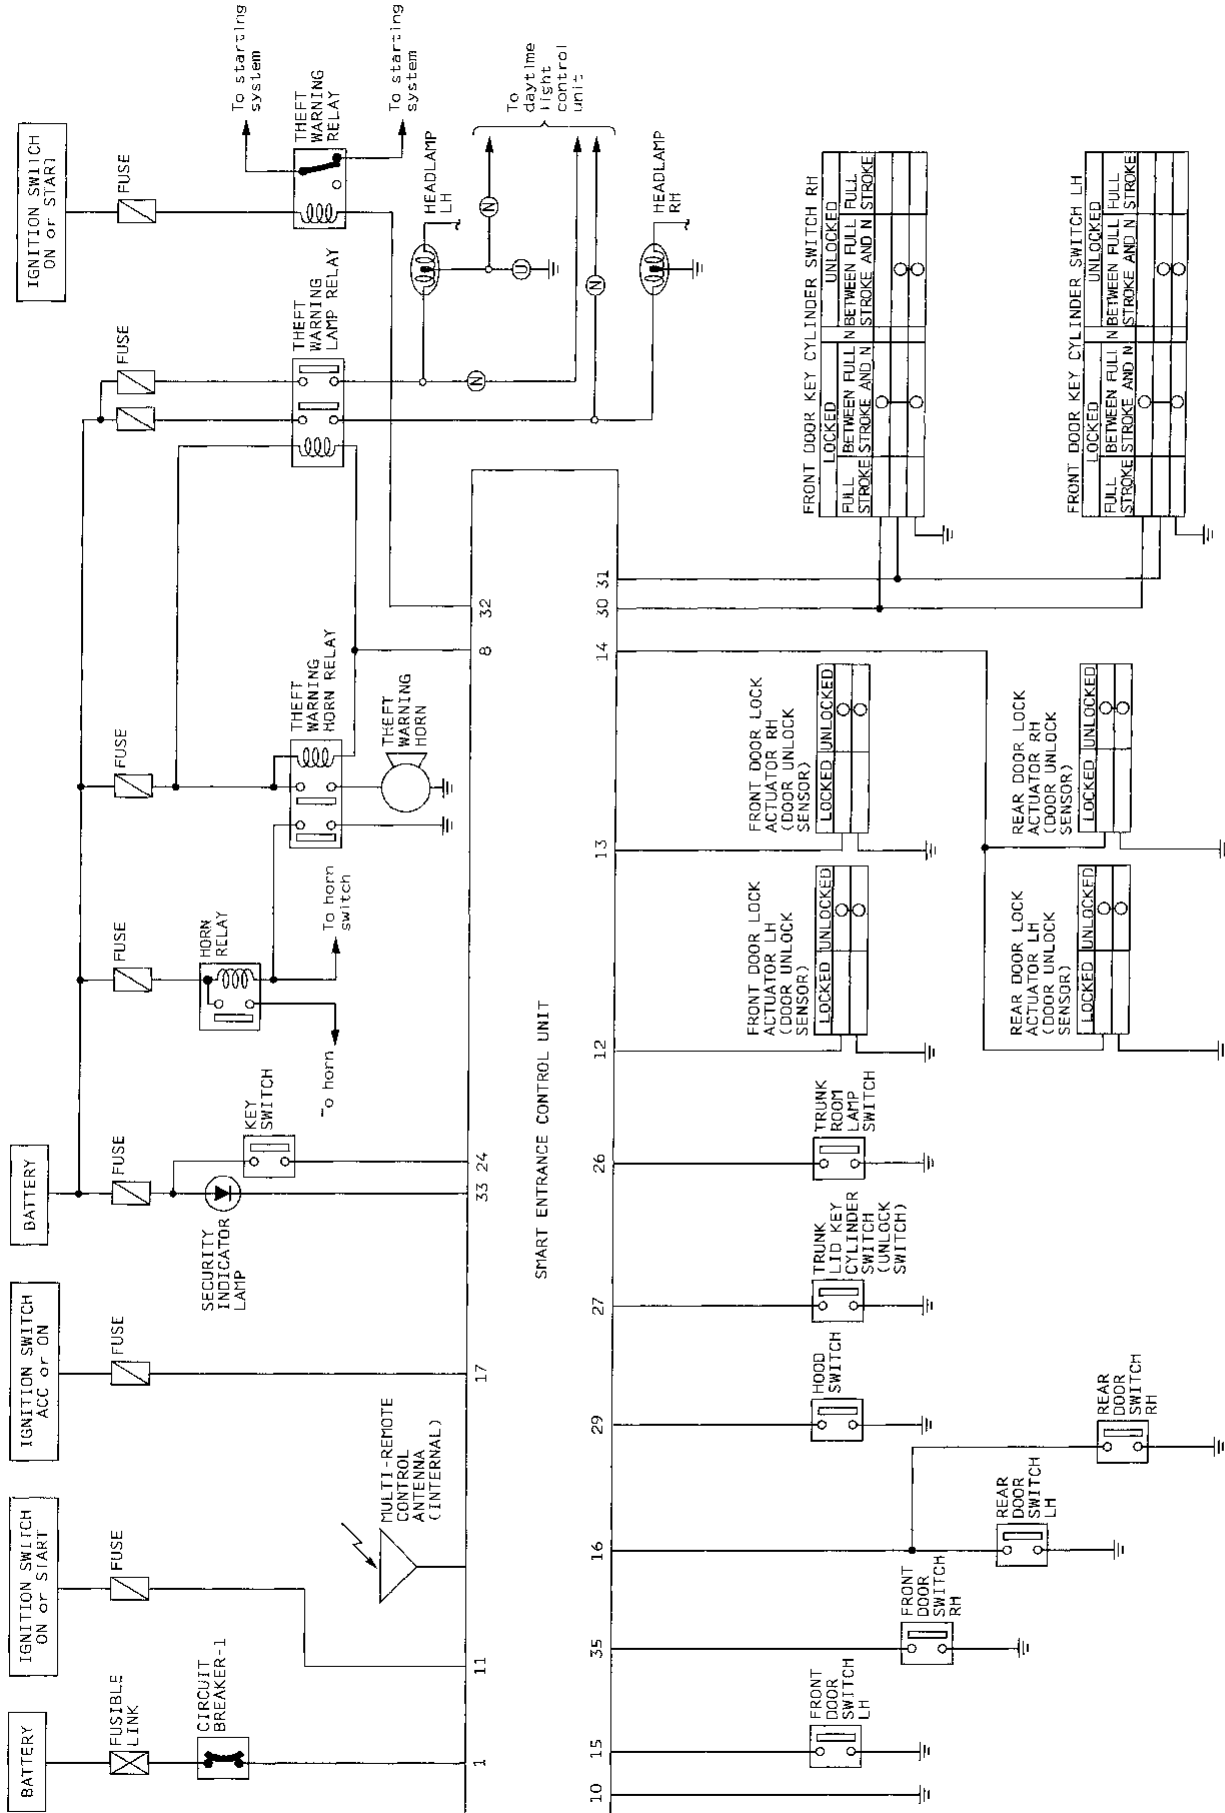 BATTERY
FUSIBLE
LINK
CIRCUIT
BREAKER-1
1
IGNITION SWITCH
ON or START
FUSE
11
MULTI-REMOTE
CONTROL
ANTENNA
(INTERNAL)
IGNITION SWITCH
ACC or ON
FUSE
17
BATTERY
FUSE
SECURITY
INDICATOR
LAMP
33
KEY
SWITCH
24
FUSE
HORN
RELAY
To horn
To horn
switch
FUSE
THEFT
WARNING
HORN RELAY
THEFT
WARNING
HORN
8
32
FUSE
THEFT
WARNING
LAMP RELAY
IGNITION SWITCH
ON or START
FUSE
THEFT
WARNING
RELAY
To starting
system
To starting
system
HEADLAMP
LH
N
U
N
N
To
daytime
light
control
unit
HEADLAMP
RH
SMART ENTRANCE CONTROL UNIT
10
15
FRONT
DOOR
SWITCH
LH
35
FRONT
DOOR
SWITCH
RH
16
REAR
DOOR
SWITCH
LH
REAR
DOOR
SWITCH
RH
29
HOOD
SWITCH
27
TRUNK
LID KEY
CYLINDER
SWITCH
(UNLOCK
SWITCH)
26
TRUNK
ROOM
LAMP
SWITCH
12
FRONT DOOR LOCK
ACTUATOR LH
(DOOR UNLOCK
SENSOR)
LOCKED UNLOCKED
13
FRONT DOOR LOCK
ACTUATOR RH
(DOOR UNLOCK
SENSOR)
LOCKED UNLOCKED
14
REAR DOOR LOCK
ACTUATOR LH
(DOOR UNLOCK
SENSOR)
LOCKED UNLOCKED
REAR DOOR LOCK
ACTUATOR RH
(DOOR UNLOCK
SENSOR)
LOCKED UNLOCKED
30
31
FRONT DOOR KEY CYLINDER SWITCH RH
LOCKED UNLOCKED
FULL BETWEEN FULL N BETWEEN FULL FULL
STROKE STROKE AND N STROKE AND N STROKE
FRONT DOOR KEY CYLINDER SWITCH LH
LOCKED UNLOCKED
FULL BETWEEN FULL N BETWEEN FULL FULL
STROKE STROKE AND N STROKE AND N STROKE